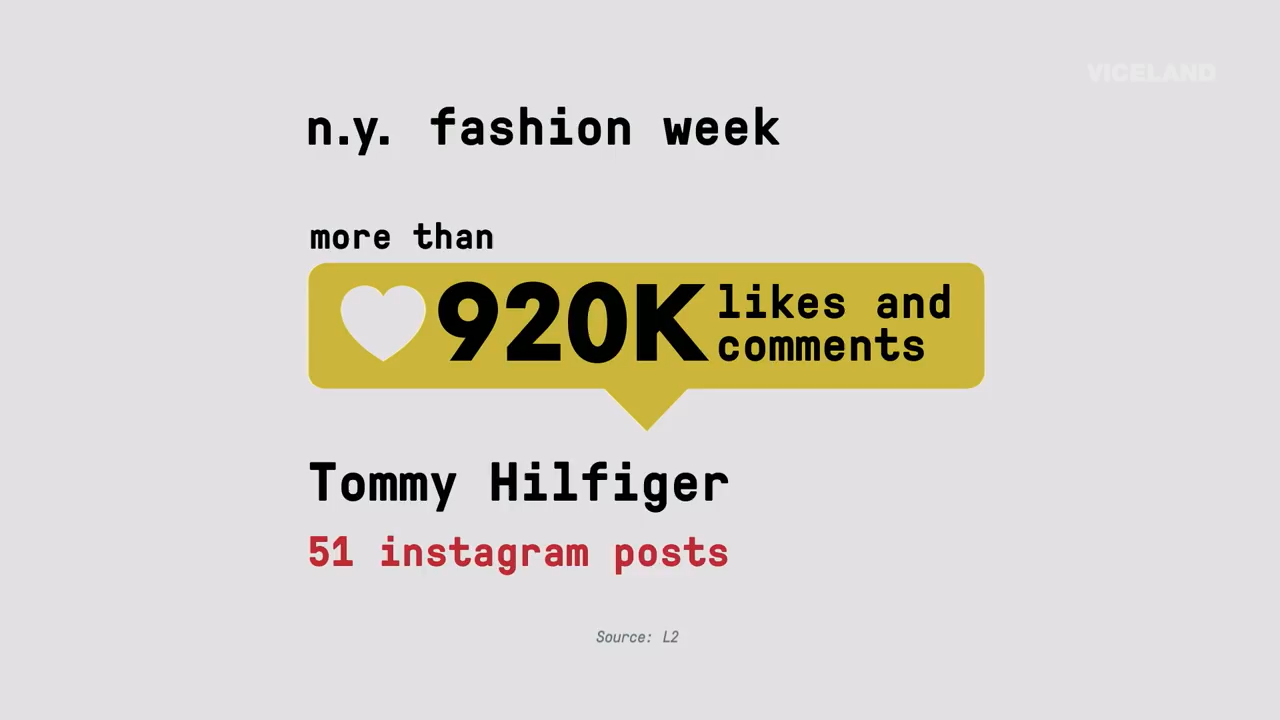 VICELAND
n.y. fashion week
more than
920K likes and
comments
Tommy Hilfiger
51 instagram posts
Source: L2